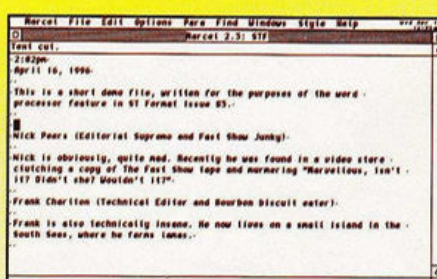 Marcel File Edit Options Para Find Windows Style Help
Marcel 2.3: STF
Text cut.
2:02pm
April 16, 1996
This is a short demo file, written for the purposes of the word
processor feature in ST Format Issue 83.
Nick Peers (Editorial Supremo and Fast Show Junky)
Nick is obviously, quite mad. Recently he was found in a video store
clutching a copy of The Fast Show tape and murmering "Marvellous, isn't
it? Didn't she? Wouldn't it?"
Frank Charlton (Technical Editor and Bourbon biscuit eater)
Frank is also technically insane. He now lives on a small island in the
South Seas, where he farms lamas.